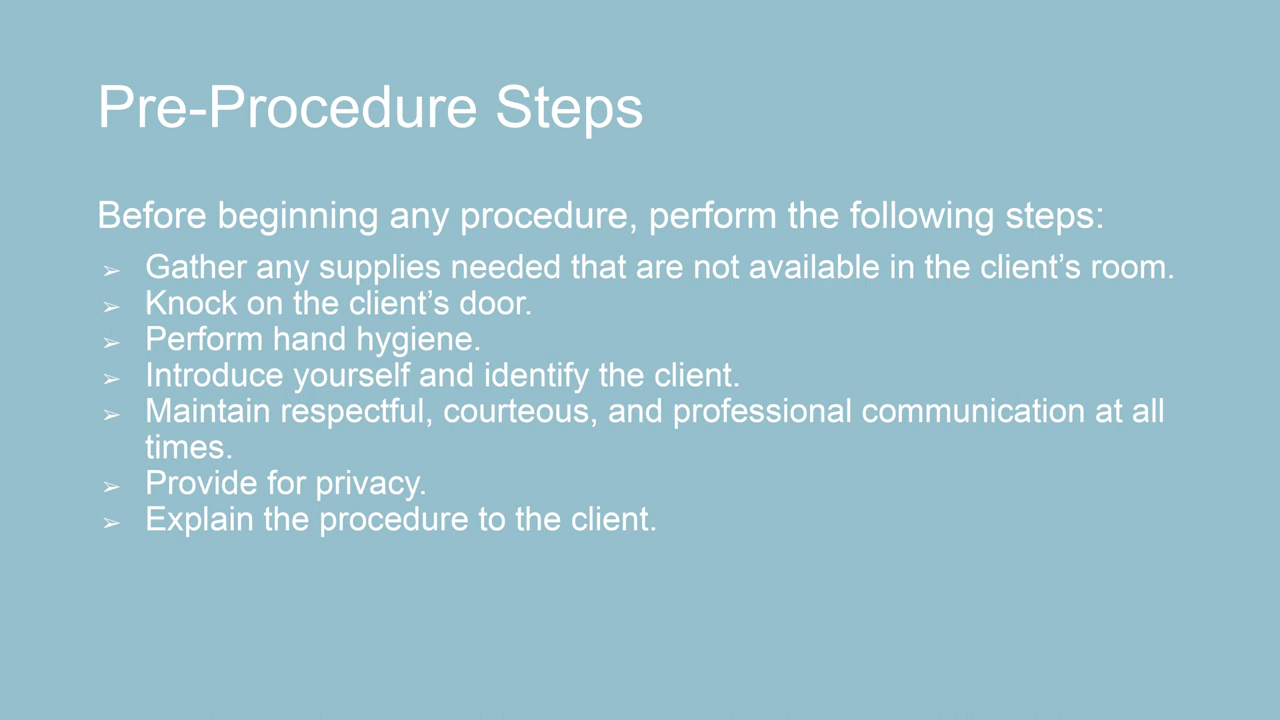 Pre-Procedure Steps
Before beginning any procedure, perform the following steps:
➢ Gather any supplies needed that are not available in the client’s room.
➢ Knock on the client’s door.
➢ Perform hand hygiene.
➢ Introduce yourself and identify the client.
➢ Maintain respectful, courteous, and professional communication at all
times.
➢ Provide for privacy.
➢ Explain the procedure to the client.